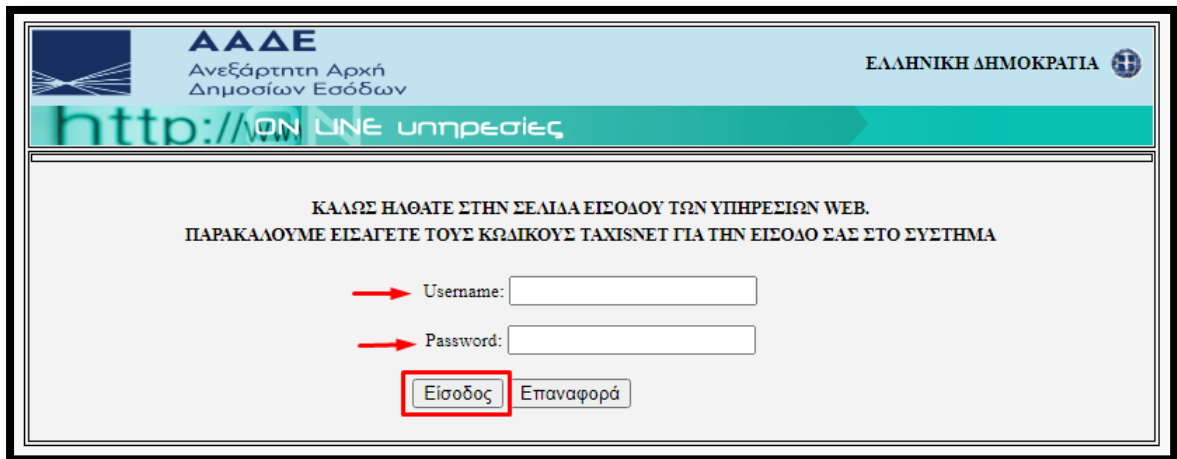 ΑΑΔΕ
Ανεξάρτητη Αρχή
Δημοσίων Εσόδων
ΕΛΛΗΝΙΚΗ ΔΗΜΟΚΡΑΤΙΑ
http://www
ON LINE υπηρεσίες
ΚΑΛΩΣ ΗΛΘΑΤΕ ΣΤΗΝ ΣΕΛΙΔΑ ΕΙΣΟΔΟΥ ΤΩΝ ΥΠΗΡΕΣΙΩΝ WEB.
ΠΑΡΑΚΑΛΟΥΜΕ ΕΙΣΑΓΕΤΕ ΤΟΥΣ ΚΩΔΙΚΟΥΣ TAXISNET ΓΙΑ ΤΗΝ ΕΙΣΟΔΟ ΣΑΣ ΣΤΟ ΣΥΣΤΗΜΑ
Username:
Password:
Είσοδος Επαναφορά